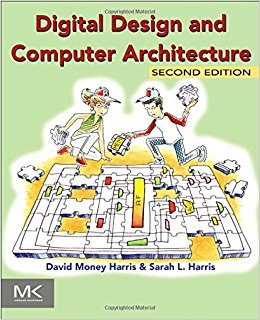 Digital Design and
Computer Architecture
SECOND EDITION
David Money Harris & Sarah L. Harris
MK